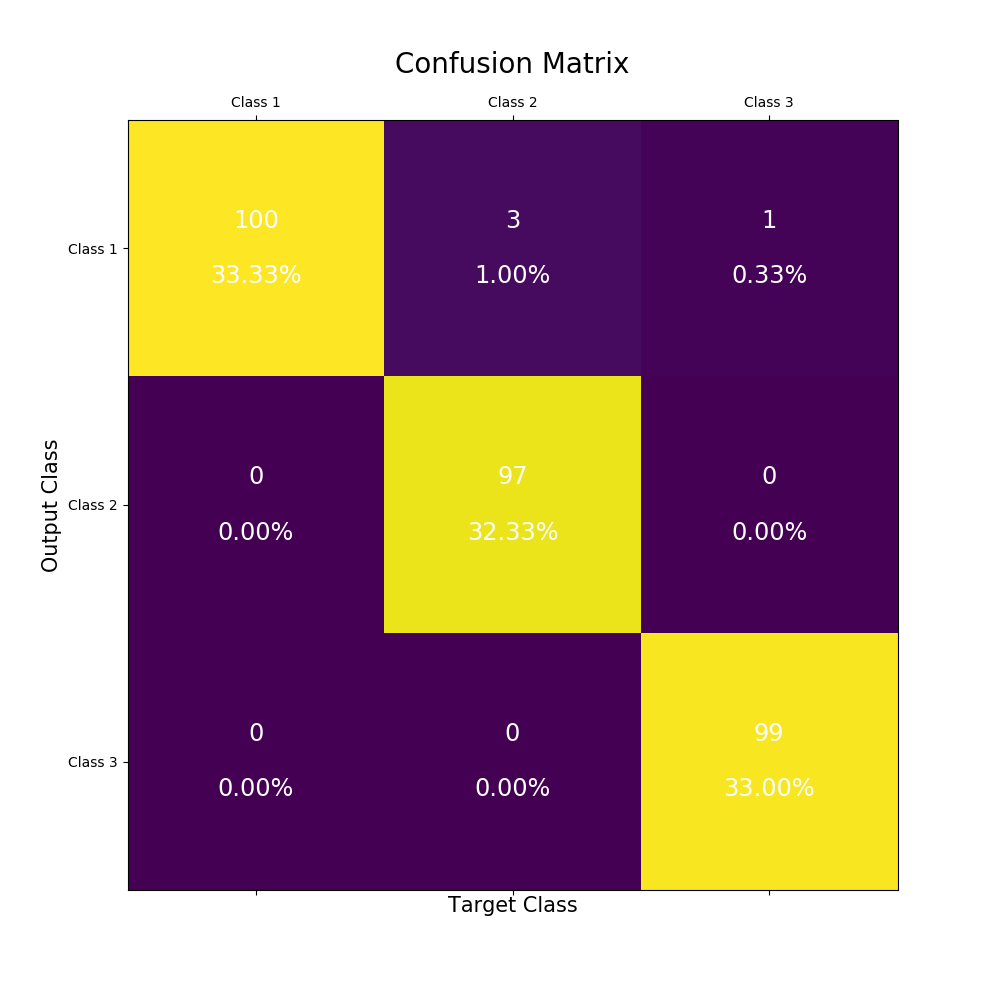 Confusion Matrix
Class 1 Class 2 Class 3
Class 1
100 3 1
33.33% 1.00% 0.33%
Output Class
Class 2
0 97 0
0.00% 32.33% 0.00%
Class 3
0 0 99
0.00% 0.00% 33.00%
Target Class